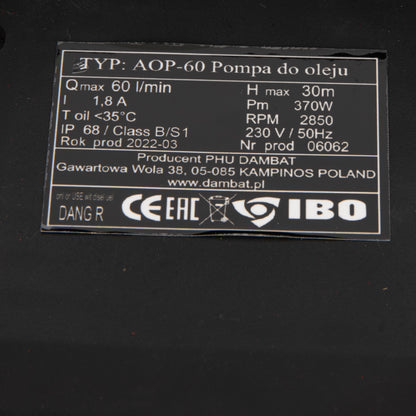 TYP: AOP-60 Pompa do oleju
Qmax 60 l/min H max 30m
I 1,8 A Pm 370W
T oil <35°C RPM 2850
IP 68 / Class B/S1 230 V / 50Hz
Rok prod 2022-03 Nr prod 06062
Producent PHU DAMBAT
Gawartowa Wola 38, 05-085 KAMPINOS POLAND
www.dambat.pl
DANG R CE EAC IBO